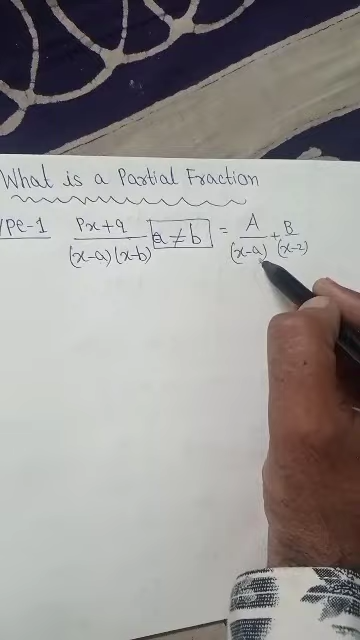 What is a Partial Fraction
ype-1 Px+q/(x-a)(x-b) a ≠ b = A/(x-a) + B/(x-2)